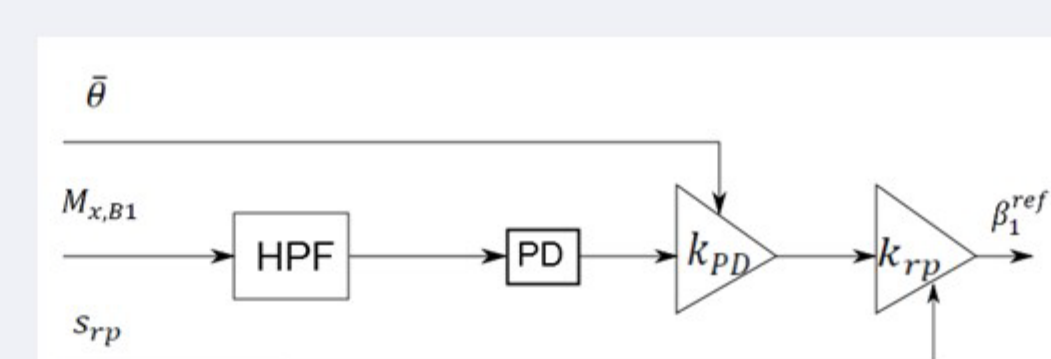 θ̄
M_{x,B1}
HPF
PD
k_{PD}
k_{rp}
β_1^{ref}
s_{rp}